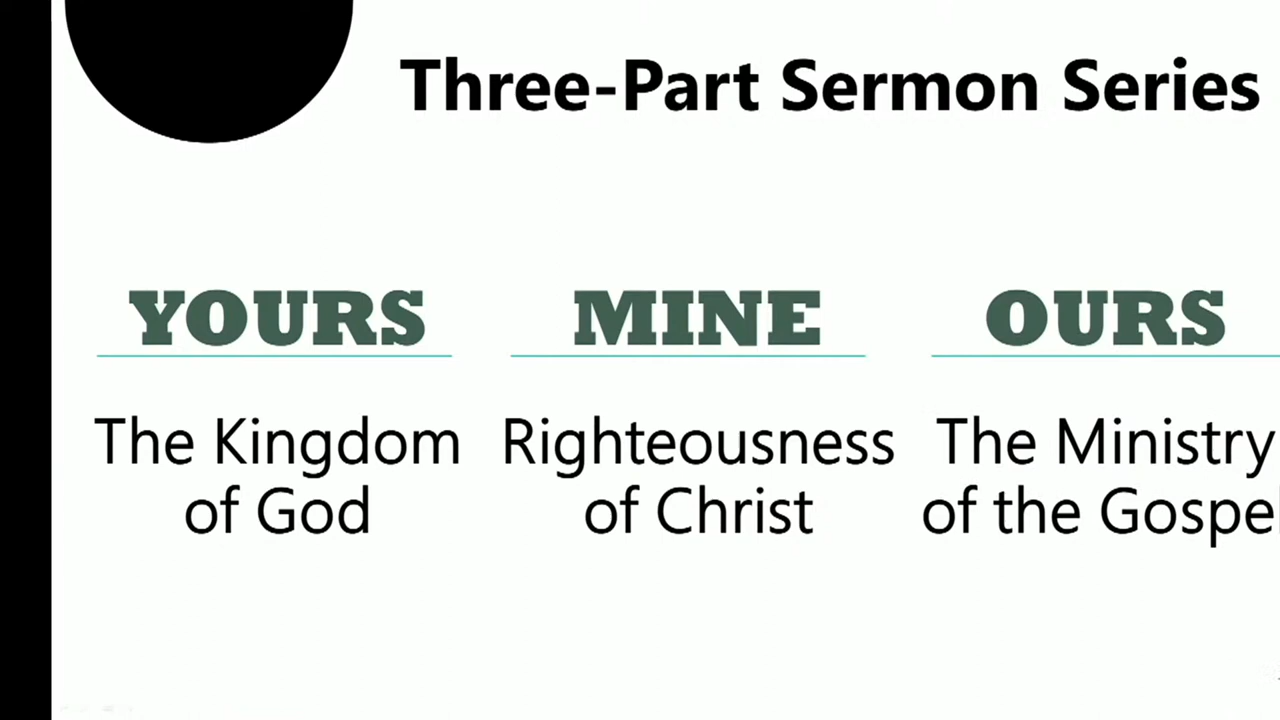 Three-Part Sermon Series
YOURS MINE OURS
The Kingdom Righteousness The Ministry
of God of Christ of the Gospel